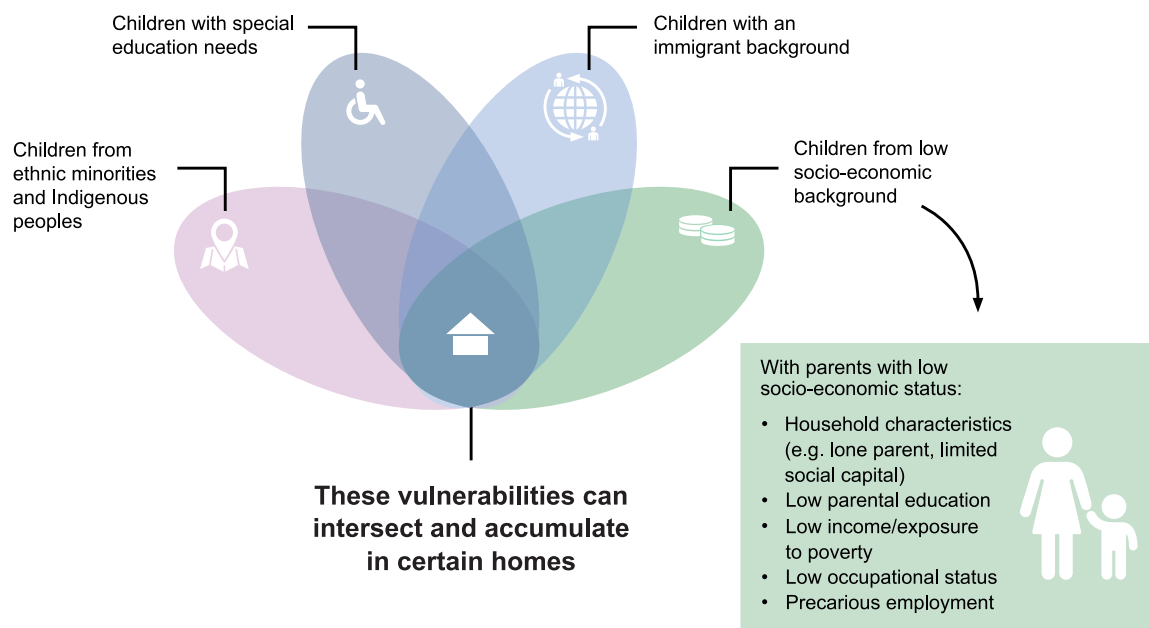 Children with special
education needs
Children with an
immigrant background
Children from
ethnic minorities
and Indigenous
peoples
Children from low
socio-economic
background
These vulnerabilities can
intersect and accumulate
in certain homes
With parents with low
socio-economic status:
• Household characteristics
(e.g. lone parent, limited
social capital)
• Low parental education
• Low income/exposure
to poverty
• Low occupational status
• Precarious employment